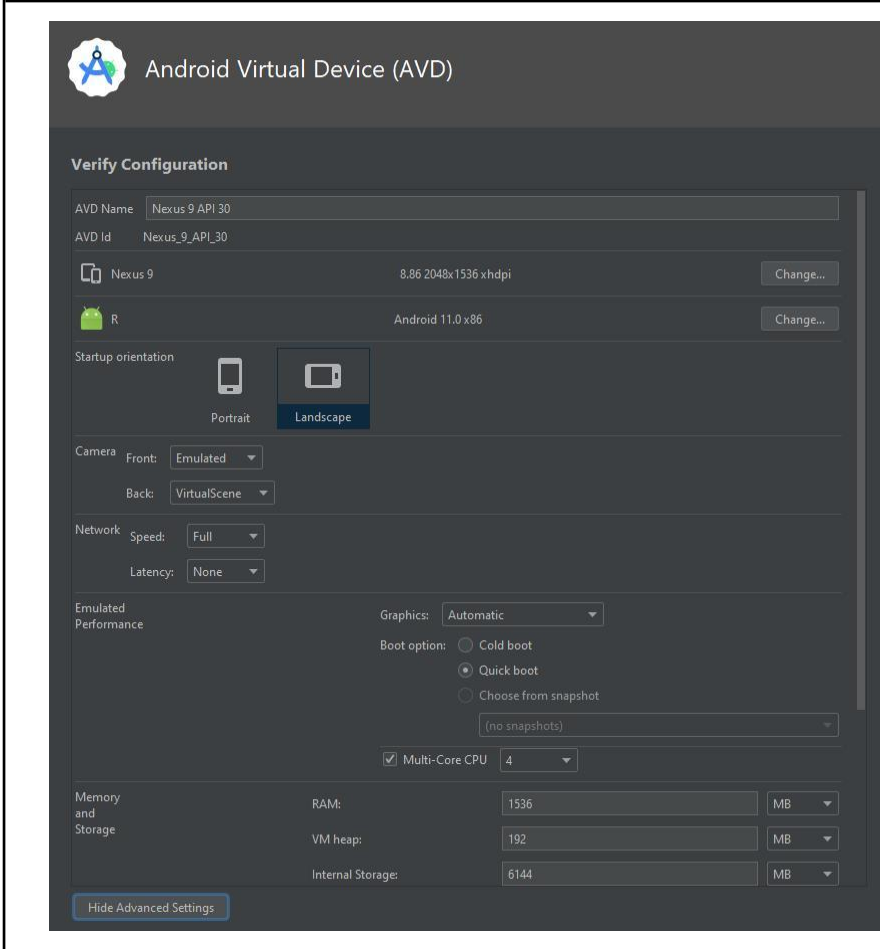 Android Virtual Device (AVD)
Verify Configuration
AVD Name Nexus 9 API 30
AVD Id Nexus_9_API_30
Nexus 9 8.86 2048x1536 xhdpi Change...
R Android 11.0 x86 Change...
Startup orientation
Portrait Landscape
Camera Front: Emulated
Back: VirtualScene
Network Speed: Full
Latency: None
Emulated
Performance
Graphics: Automatic
Boot option: Cold boot
Quick boot
Choose from snapshot
(no snapshots)
Multi-Core CPU 4
Memory
and
Storage
RAM: 1536 MB
VM heap: 192 MB
Internal Storage: 6144 MB
Hide Advanced Settings